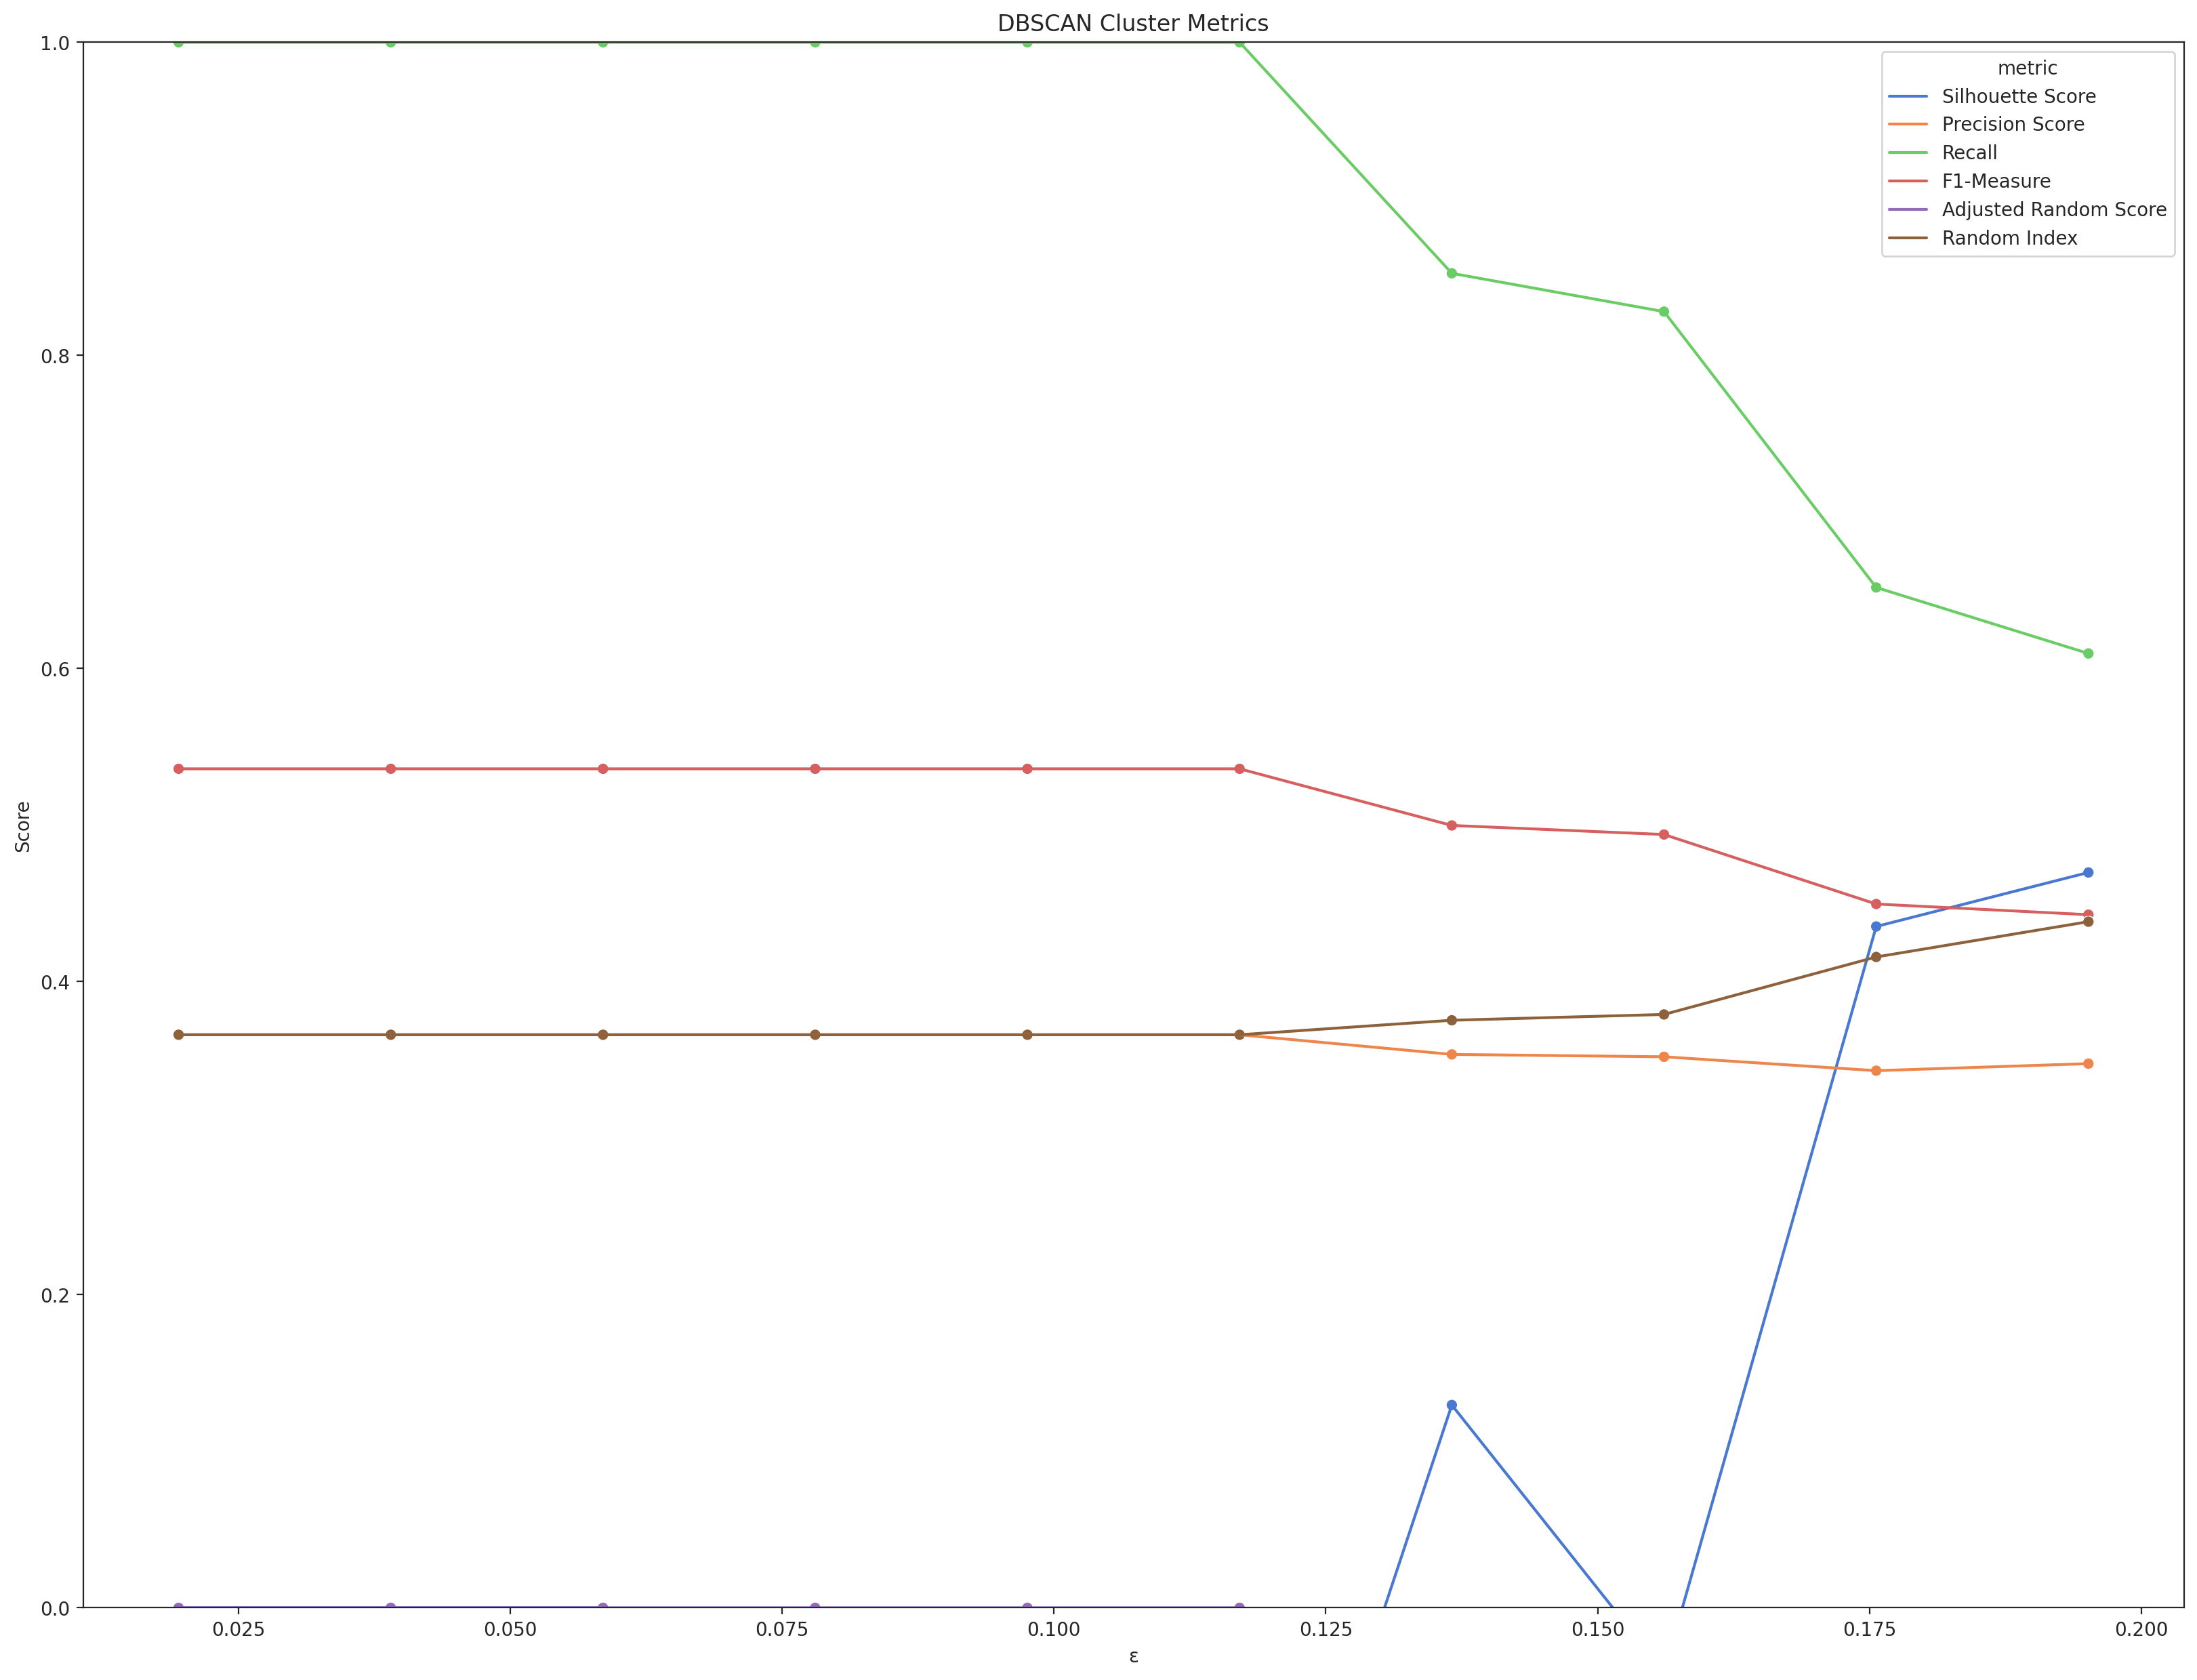 DBSCAN Cluster Metrics
1.0
0.8
0.6
0.4
0.2
0.0
Score
metric
Silhouette Score
Precision Score
Recall
F1-Measure
Adjusted Random Score
Random Index
0.025
0.050
0.075
0.100
0.125
0.150
0.175
0.200
ε